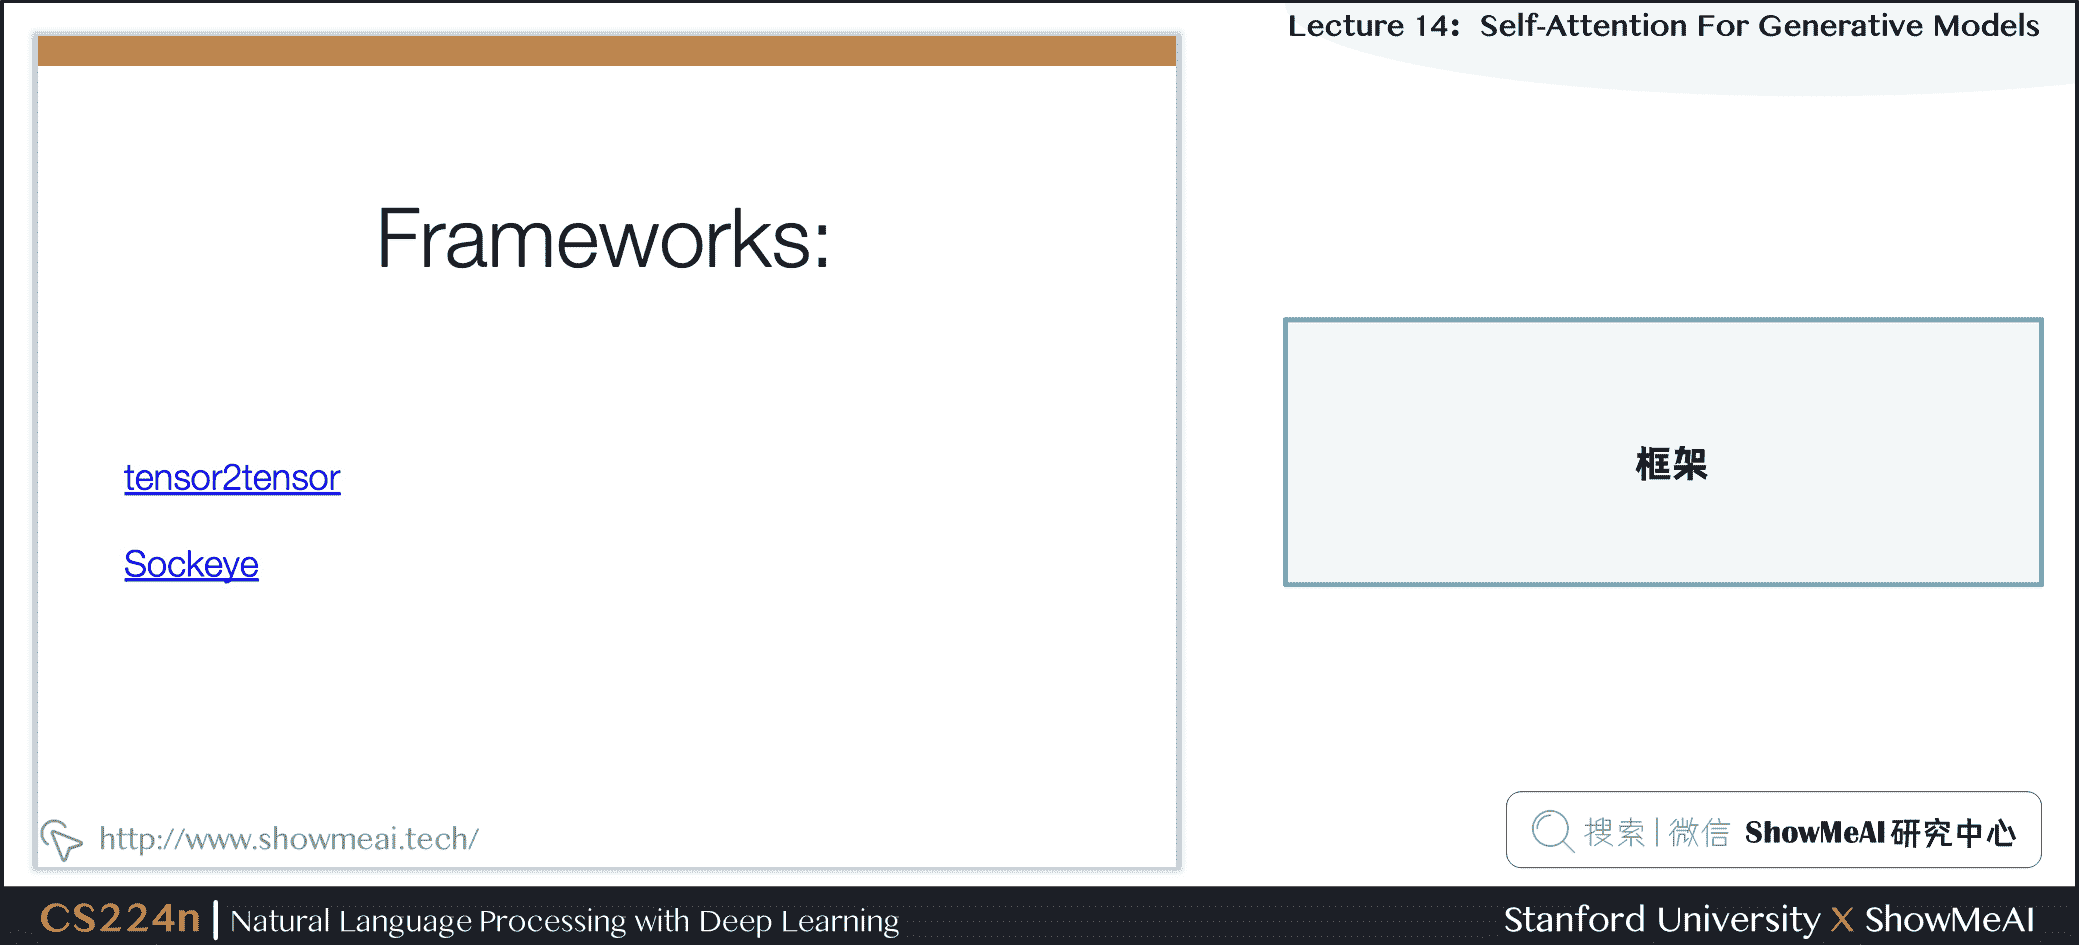 Lecture 14: Self-Attention For Generative Models
Frameworks:
tensor2tensor
Sockeye
框架
http://www.showmeai.tech/
搜索 | 微信 ShowMeAI 研究中心
CS224n | Natural Language Processing with Deep Learning
Stanford University X ShowMeAI